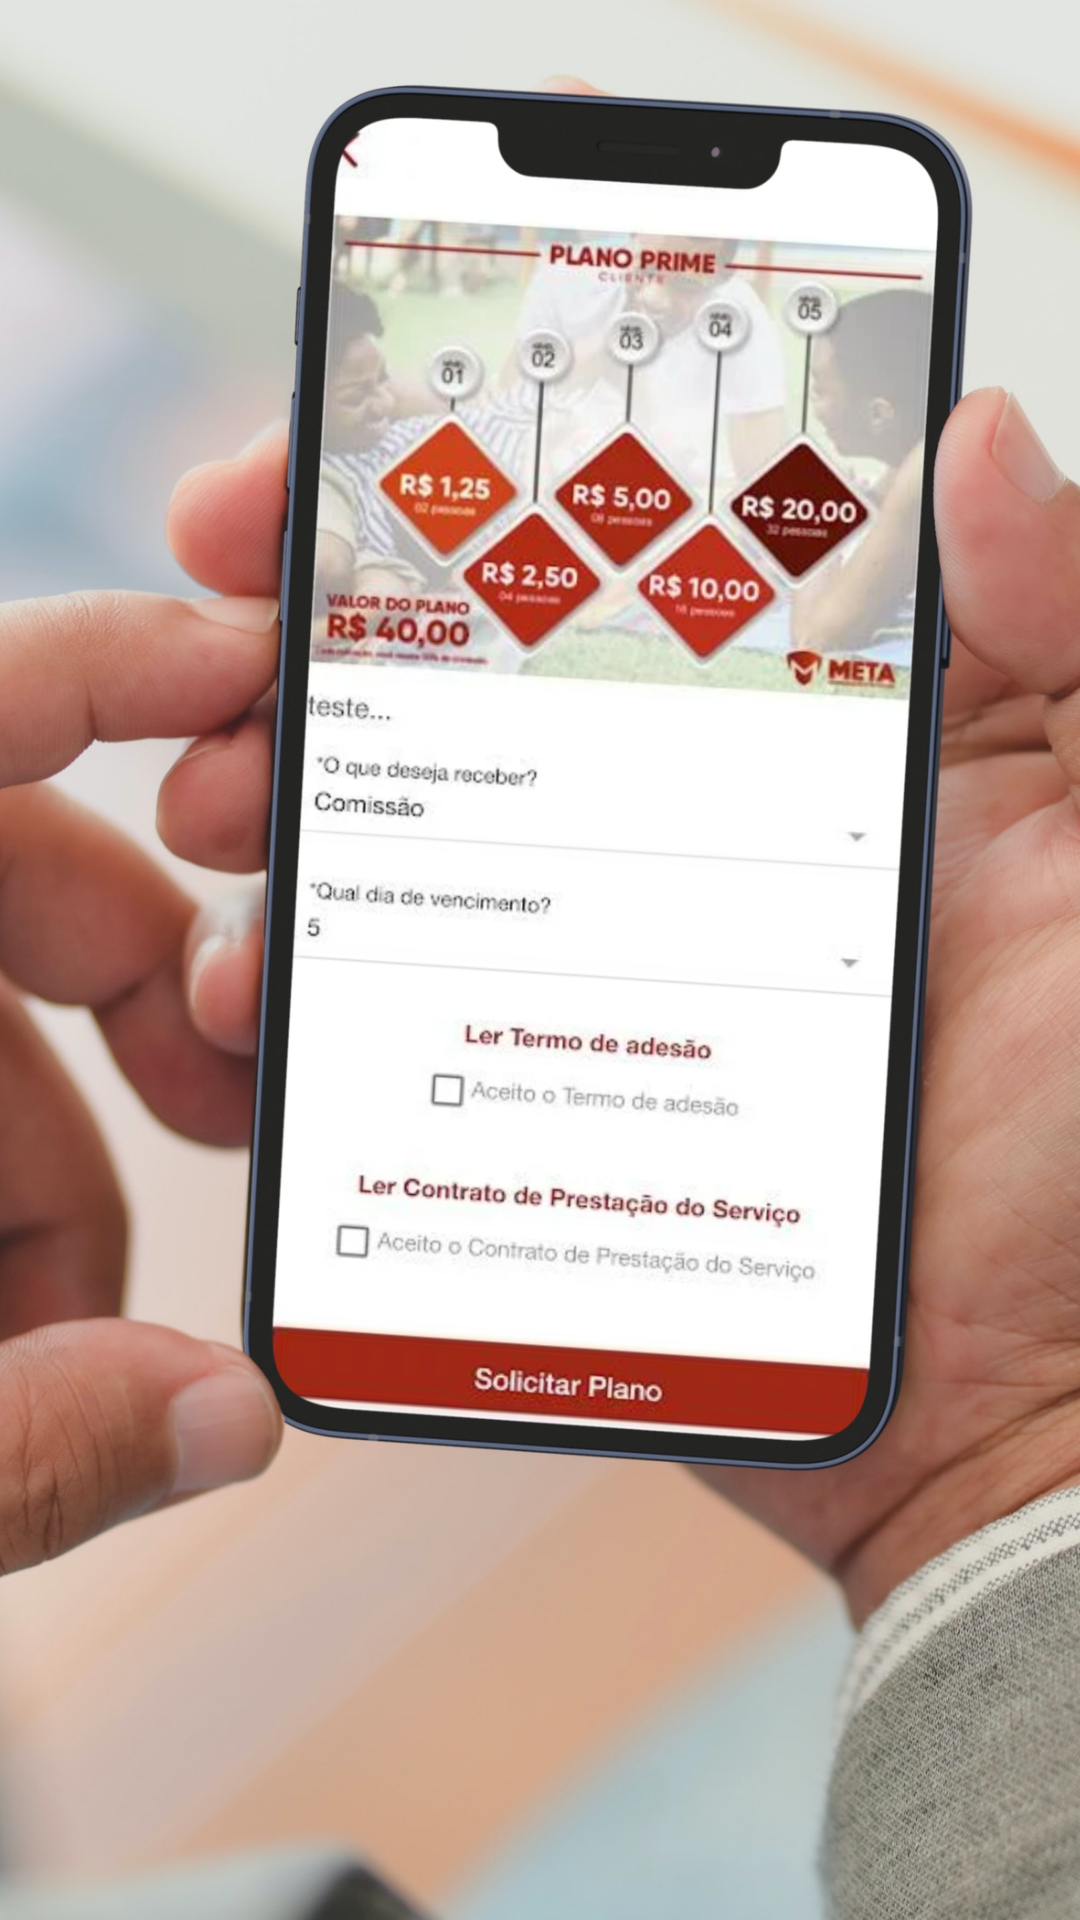 PLANO PRIME
CLIENTE
05
04
03
02
01
R$ 1,25
02 pessoas
R$ 5,00
08 pessoas
R$ 20,00
32 pessoas
R$ 2,50
04 pessoas
R$ 10,00
16 pessoas
VALOR DO PLANO
R$ 40,00
META
teste...
*O que deseja receber?
Comissão
*Qual dia de vencimento?
5
Ler Termo de adesão
Aceito o Termo de adesão
Ler Contrato de Prestação do Serviço
Aceito o Contrato de Prestação do Serviço
Solicitar Plano